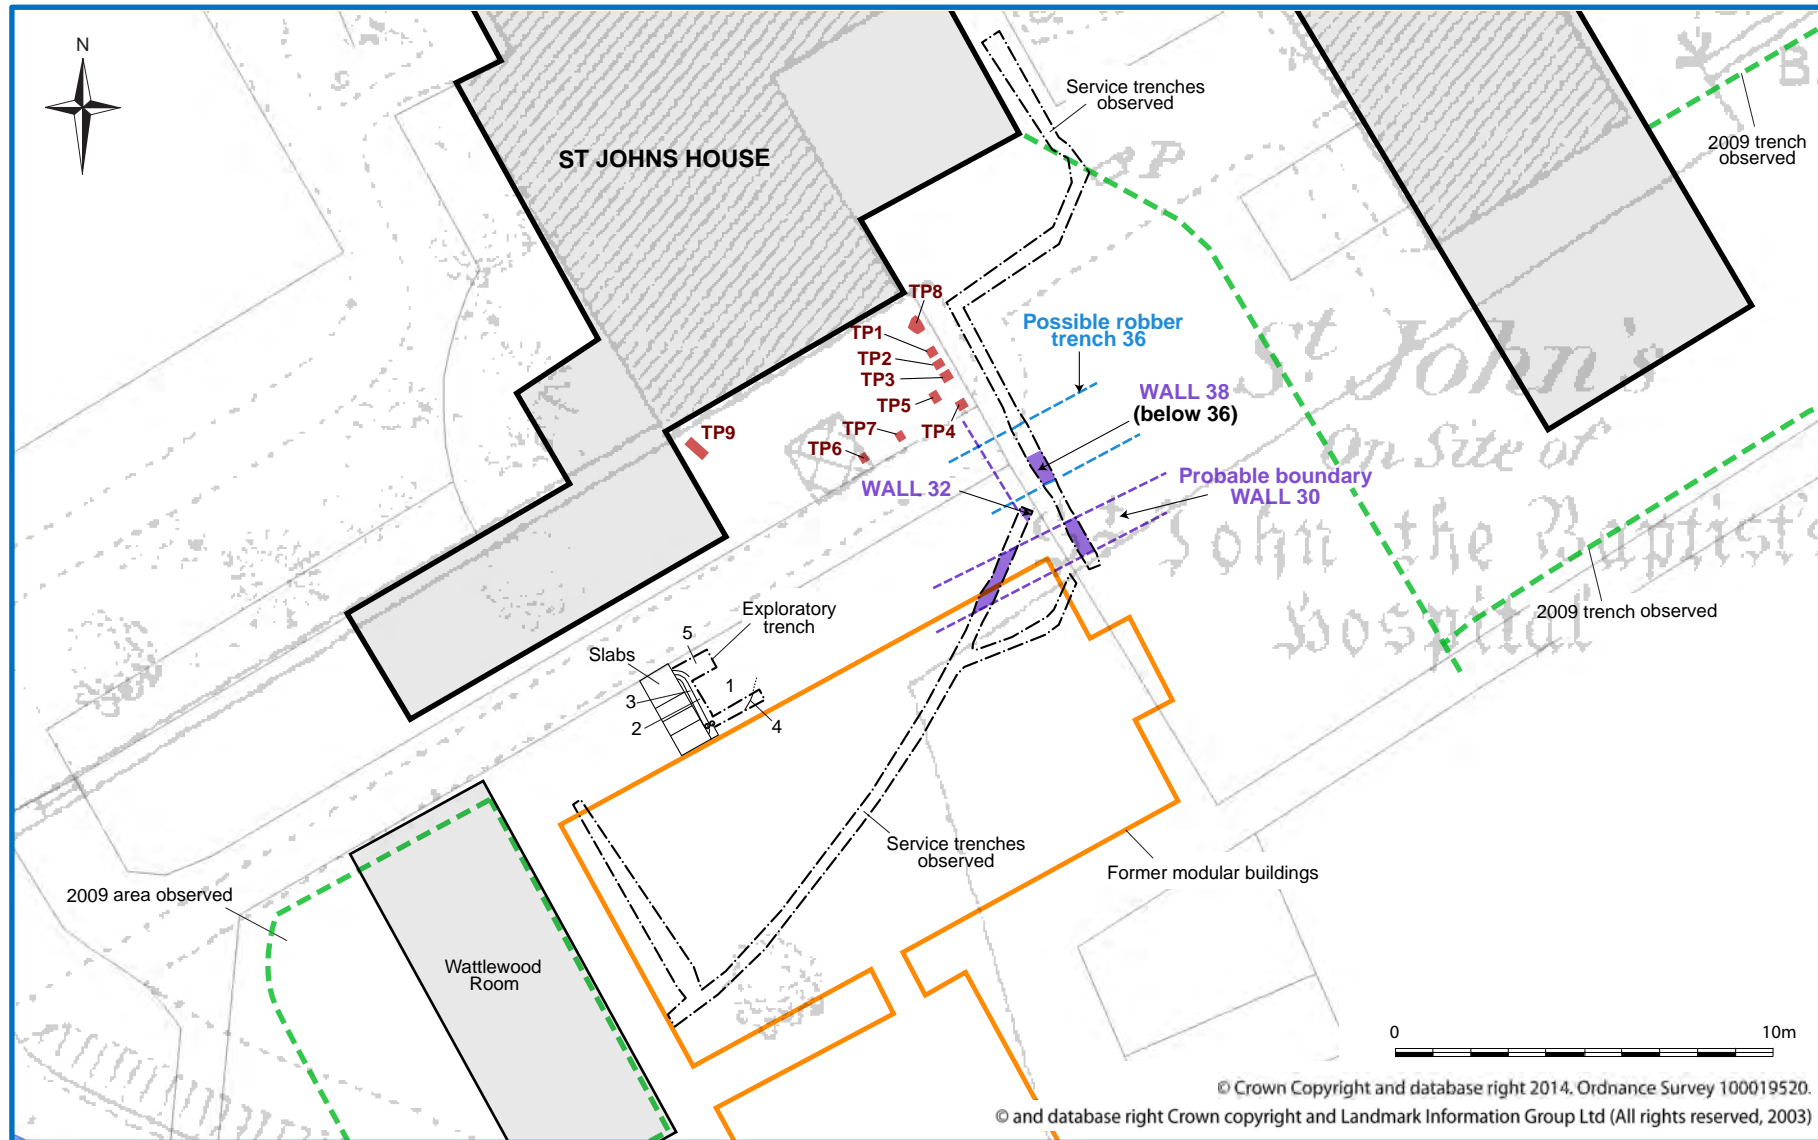 N
ST JOHNS HOUSE
Service trenches
observed
2009 trench
observed
B
P
TP8
TP1
TP2
TP3
TP5
TP4
TP7
TP6
TP9
Possible robber
trench 36
WALL 38
(below 36)
WALL 32
Probable boundary
WALL 30
St John's
On Site of
St John the Baptist's
Hospital
2009 trench observed
Exploratory
trench
Slabs
5
1
3
2
4
Service trenches
observed
Former modular buildings
2009 area observed
Wattlewood
Room
0
10m
© Crown Copyright and database right 2014. Ordnance Survey 100019520.
© and database right Crown copyright and Landmark Information Group Ltd (All rights reserved, 2003)